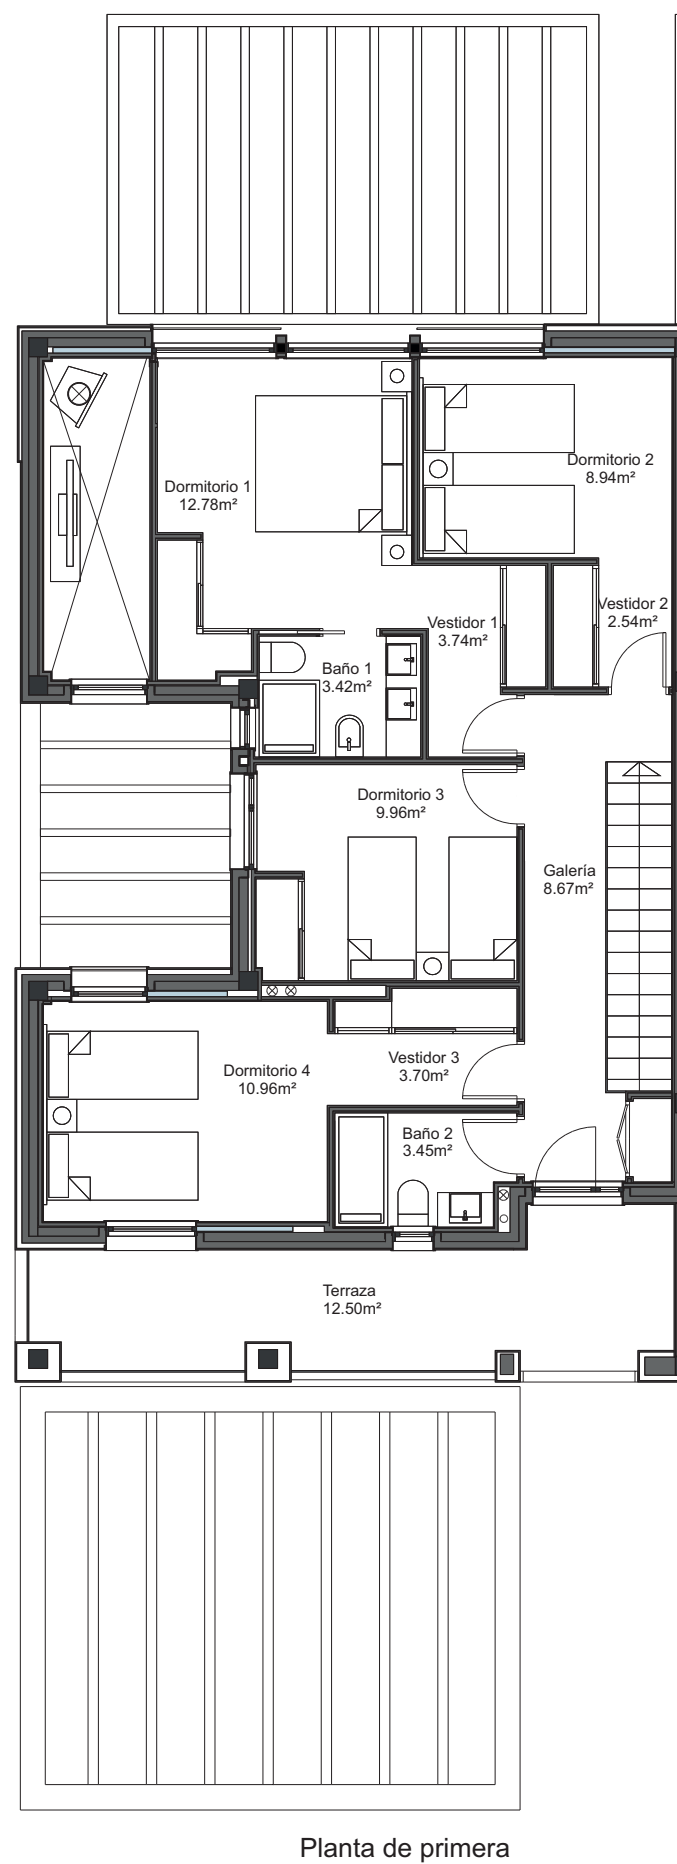 Dormitorio 1
12.78m²
Dormitorio 2
8.94m²
Vestidor 1
3.74m²
Vestidor 2
2.54m²
Baño 1
3.42m²
Dormitorio 3
9.96m²
Galería
8.67m²
Dormitorio 4
10.96m²
Vestidor 3
3.70m²
Baño 2
3.45m²
Terraza
12.50m²
Planta de primera